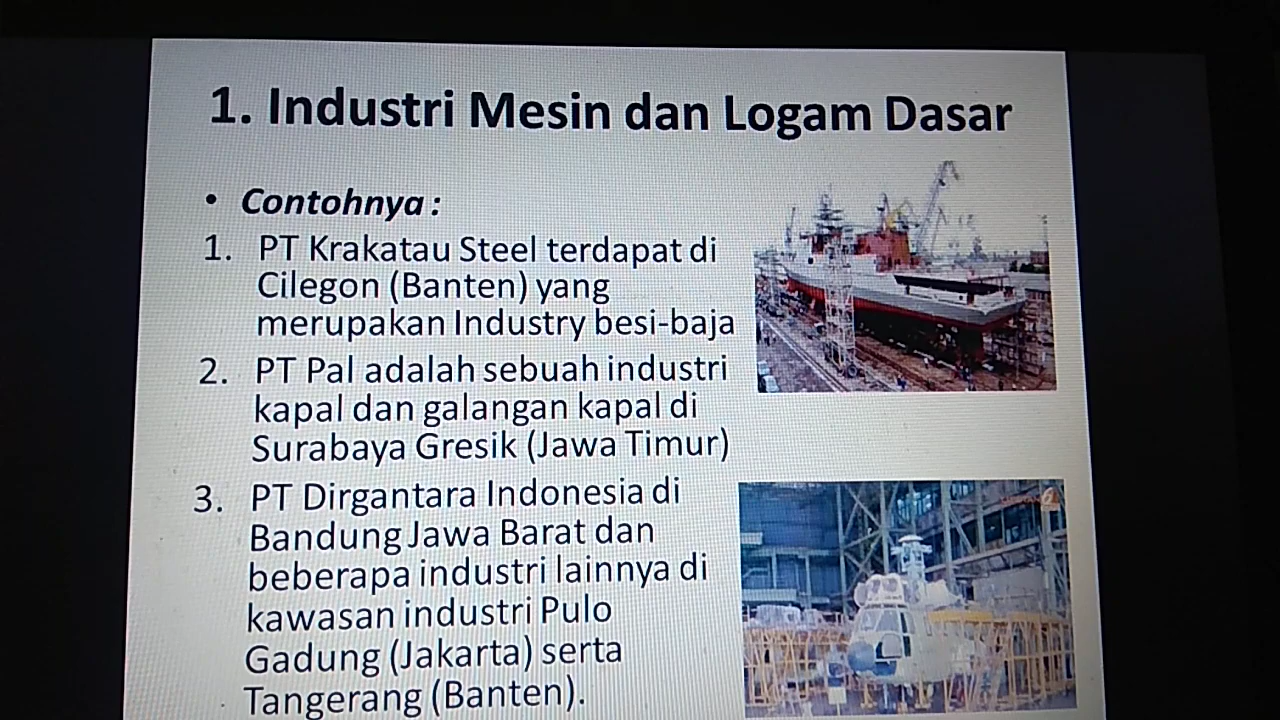 1. Industri Mesin dan Logam Dasar
• Contohnya :
1. PT Krakatau Steel terdapat di
Cilegon (Banten) yang
merupakan Industry besi-baja
2. PT Pal adalah sebuah industri
kapal dan galangan kapal di
Surabaya Gresik (Jawa Timur)
3. PT Dirgantara Indonesia di
Bandung Jawa Barat dan
beberapa industri lainnya di
kawasan industri Pulo
Gadung (Jakarta) serta
Tangerang (Banten).